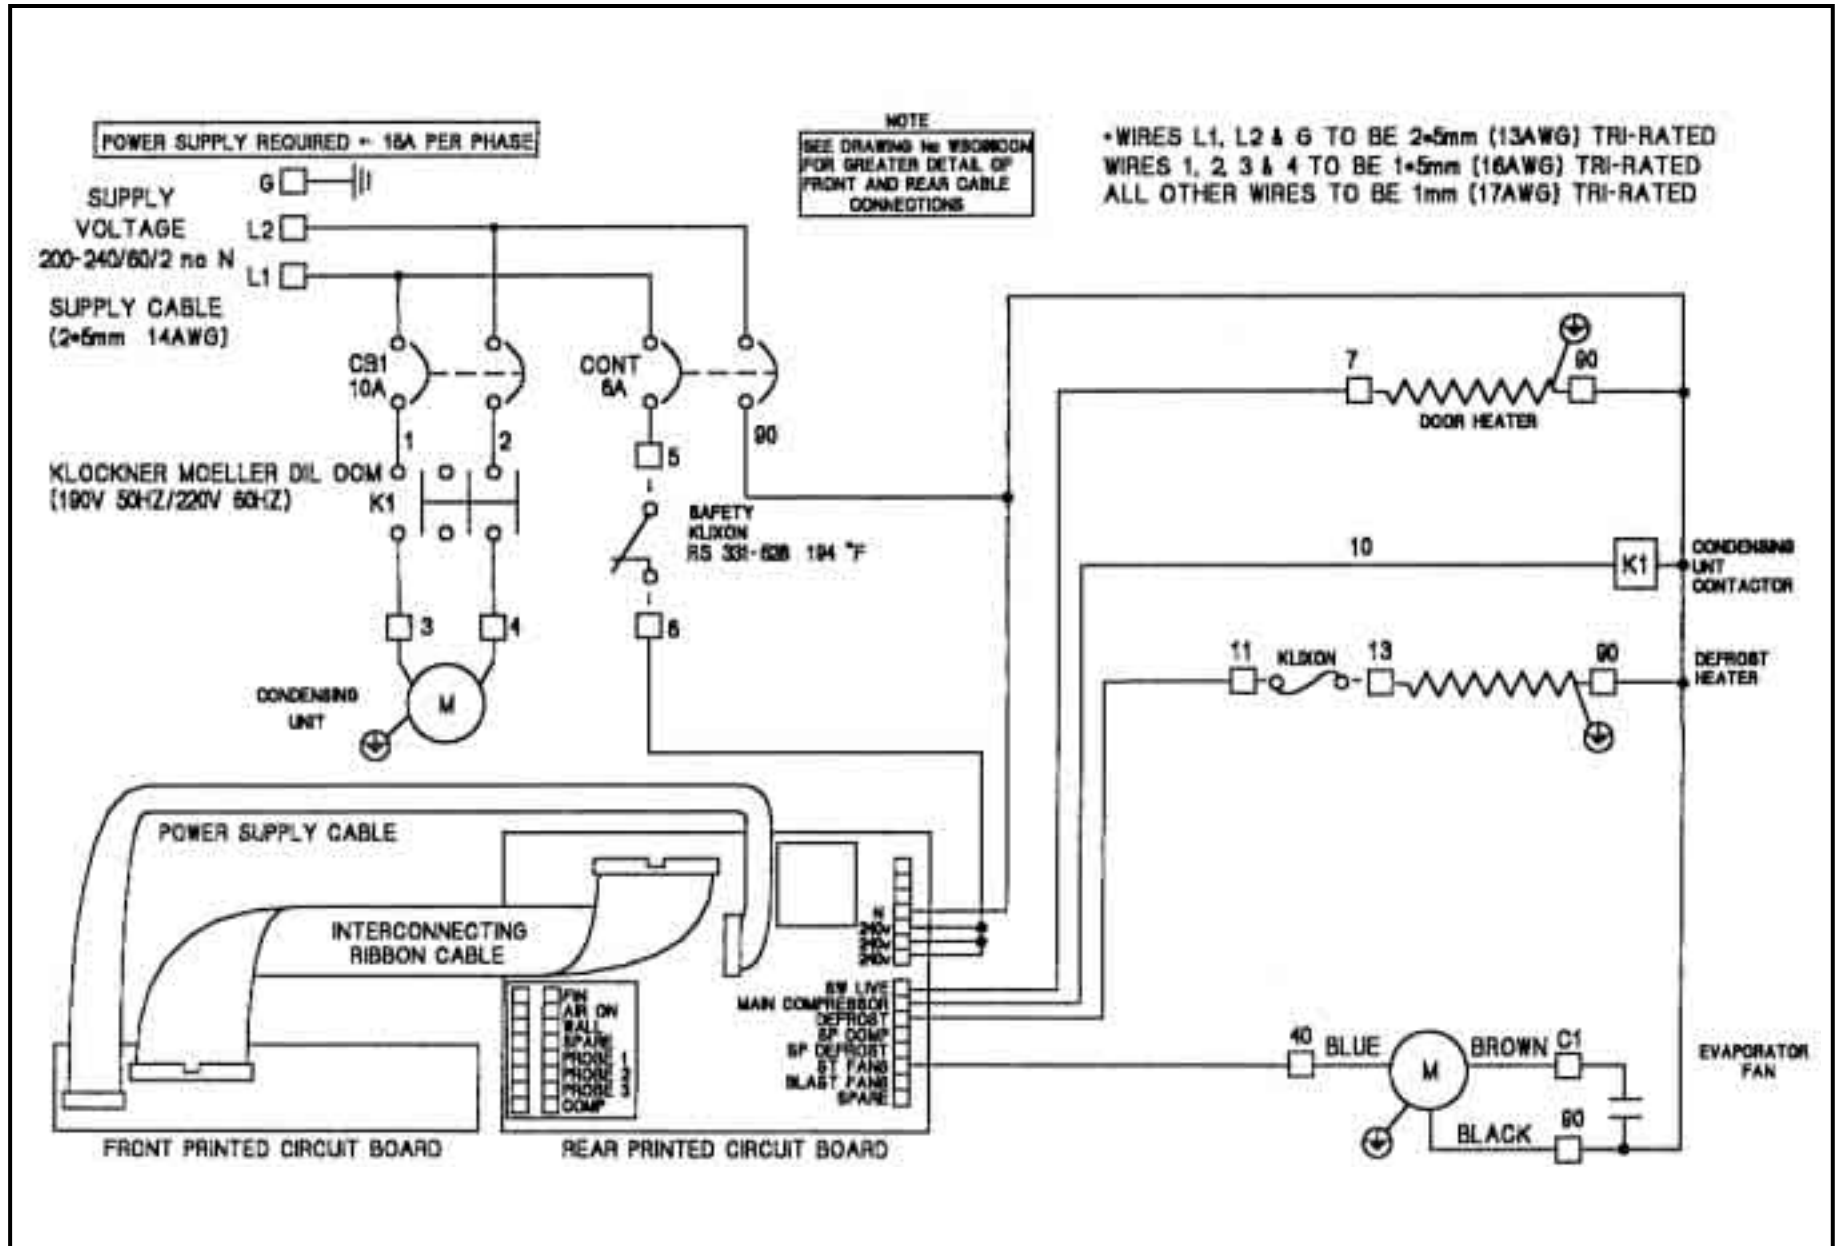 POWER SUPPLY REQUIRED - 16A PER PHASE
NOTE
SEE DRAWING No
FOR GREATER DETAIL OF
FRONT AND REAR CABLE
CONNECTIONS
•WIRES L1, L2 & G TO BE 2•5mm (13AWG) TRI-RATED
WIRES 1, 2, 3 & 4 TO BE 1•5mm (16AWG) TRI-RATED
ALL OTHER WIRES TO BE 1mm (17AWG) TRI-RATED
G
SUPPLY
VOLTAGE
200-240/60/2 no N
L2
L1
SUPPLY CABLE
(2•5mm 14AWG)
CB1
10A
CONT
6A
7
90
DOOR HEATER
1
2
90
5
KLOCKNER MOELLER DIL OOM
(190V 50HZ/220V 60HZ)
K1
SAFETY
KLIXON
RS 331-528 194 °F
10
K1
CONDENSING
UNIT
CONTACTOR
3
4
6
11
KLIXON
13
90
DEFROST
HEATER
CONDENSING
UNIT
M
POWER SUPPLY CABLE
INTERCONNECTING
RIBBON CABLE
N
240v
240v
240v
SW LIVE
MAIN COMPRESSOR
DEFROST
SP COMP
SP DEFROST
ST FANS
BLAST FANS
SPARE
FIN
AIR ON
WALL
SPARE
PROBE 1
PROBE 2
PROBE 3
COMP
40
BLUE
M
BROWN
C1
BLACK
90
EVAPORATOR
FAN
FRONT PRINTED CIRCUIT BOARD
REAR PRINTED CIRCUIT BOARD